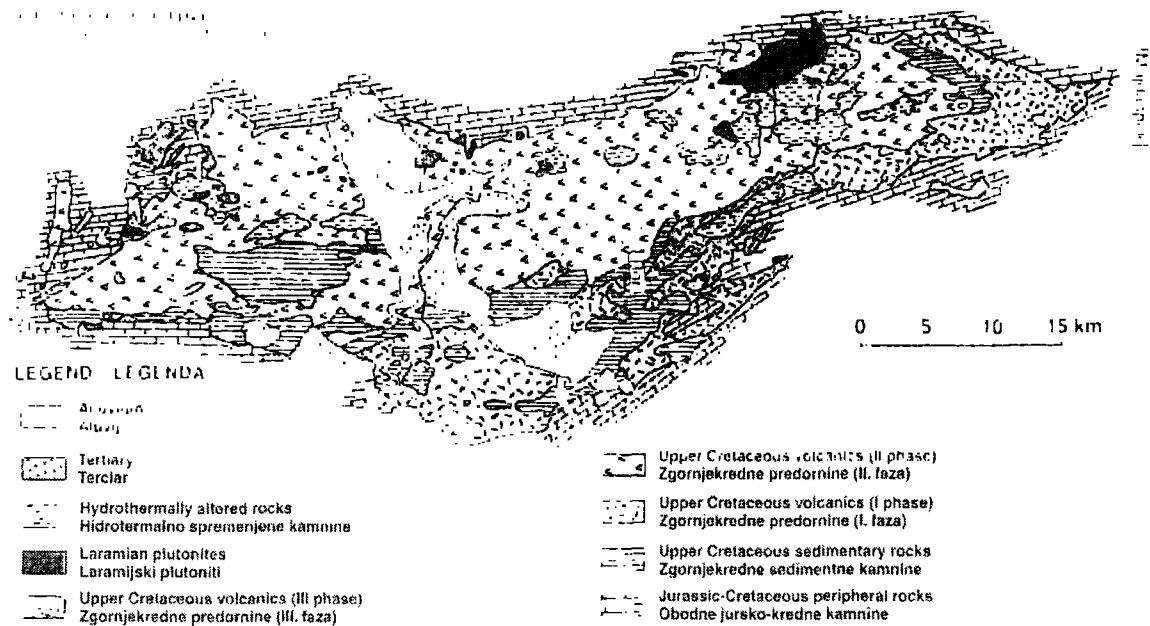 0 5 10 15 km
LEGEND LEGENDA
Aluvij
Tertiary
Terciar
Hydrothermally altered rocks
Hidrotermalno spremenjene kamnine
Laramian plutonites
Laramijski plutoniti
Upper Cretaceous volcanics (III phase)
Zgornjekredne predornine (III. faza)
Upper Cretaceous volcanics (II phase)
Zgornjekredne predornine (II. faza)
Upper Cretaceous volcanics (I phase)
Zgornjekredne predornine (I. faza)
Upper Cretaceous sedimentary rocks
Zgornjekredne sedimentne kamnine
Jurassic-Cretaceous peripheral rocks
Obodne jursko-kredne kamnine